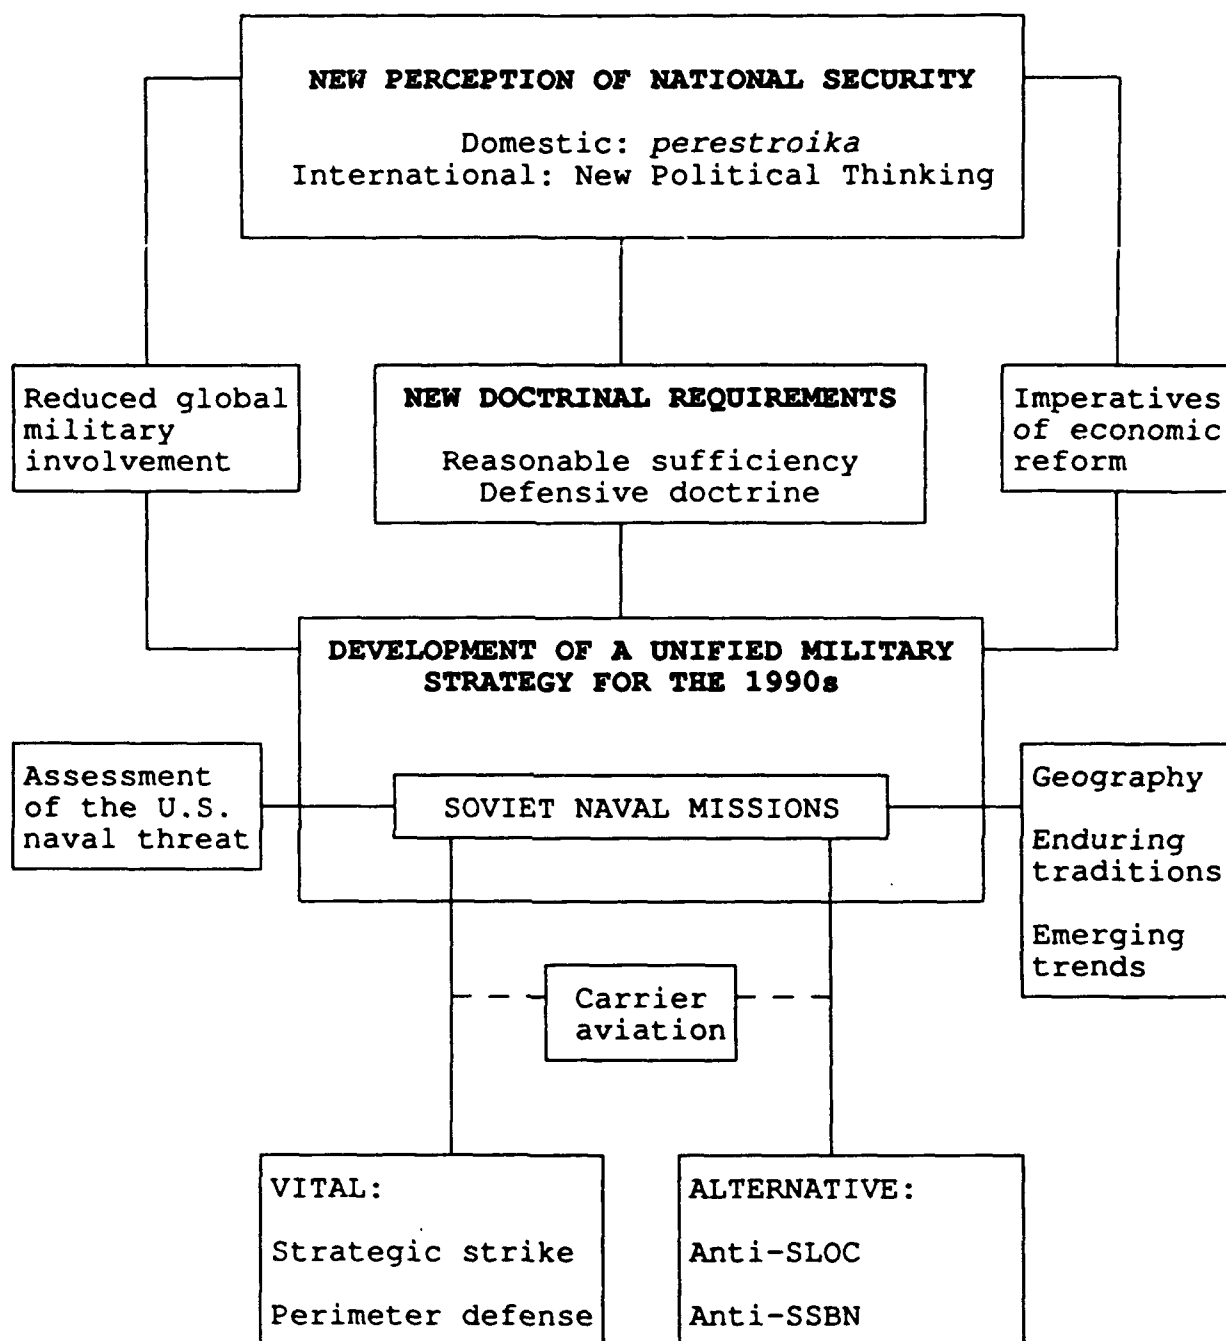 NEW PERCEPTION OF NATIONAL SECURITY
Domestic: perestroika
International: New Political Thinking
Reduced global
military
involvement
NEW DOCTRINAL REQUIREMENTS
Reasonable sufficiency
Defensive doctrine
Imperatives
of economic
reform
DEVELOPMENT OF A UNIFIED MILITARY
STRATEGY FOR THE 1990s
Assessment
of the U.S.
naval threat
SOVIET NAVAL MISSIONS
Geography
Enduring
traditions
Emerging
trends
Carrier
aviation
VITAL:
Strategic strike
Perimeter defense
ALTERNATIVE:
Anti-SLOC
Anti-SSBN